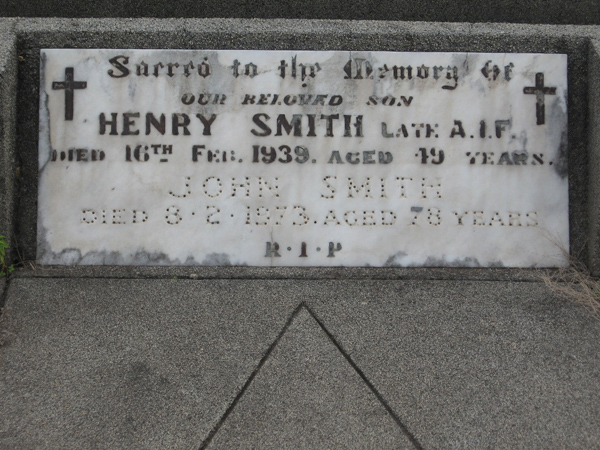 Sacred to the Memory Of
OUR BELOVED SON
HENRY SMITH LATE A.I.F.
DIED 16TH FEB. 1939. AGED 49 YEARS.
JOHN SMITH
DIED 8·2·1973. AGED 78 YEARS
R·I·P